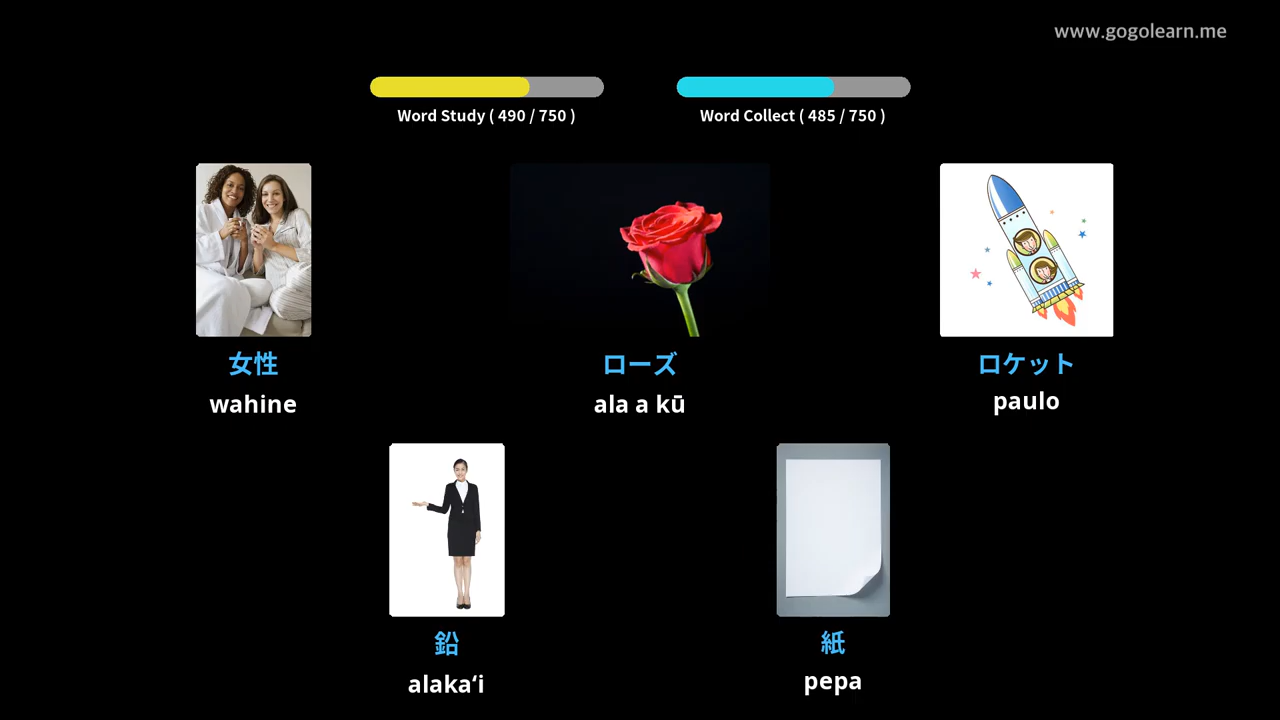 www.gogolearn.me
Word Study ( 490 / 750 )
Word Collect ( 485 / 750 )
女性
wahine
ローズ
ala a kū
ロケット
paulo
鉛
alakaʻi
紙
pepa